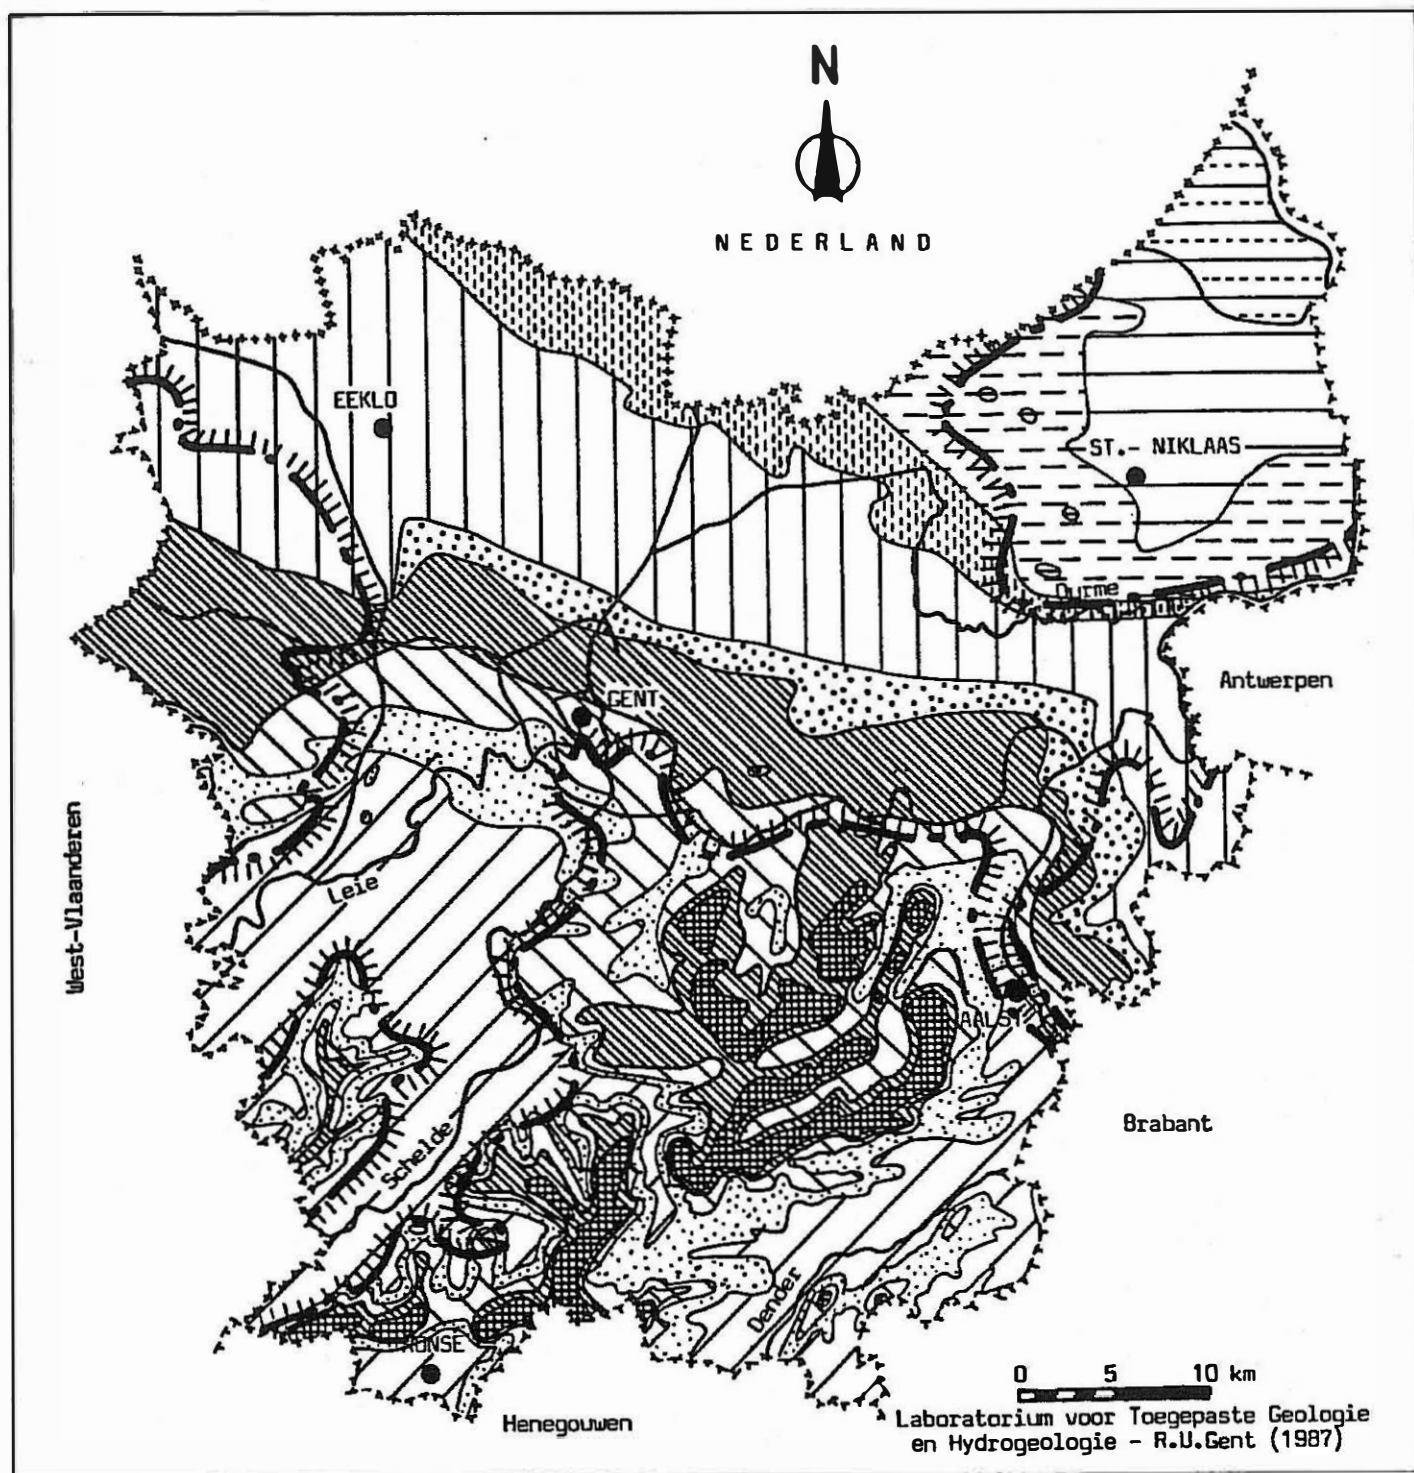 N
NEDERLAND
EEKLO
ST.- NIKLAAS
Durme
GENT
Antwerpen
West-Vlaanderen
Leie
AALST
Brabant
Schelde
Dender
RONSE
0 5 10 km
Henegouwen
Laboratorium voor Toegepaste Geologie
en Hydrogeologie - R.U.Gent (1987)